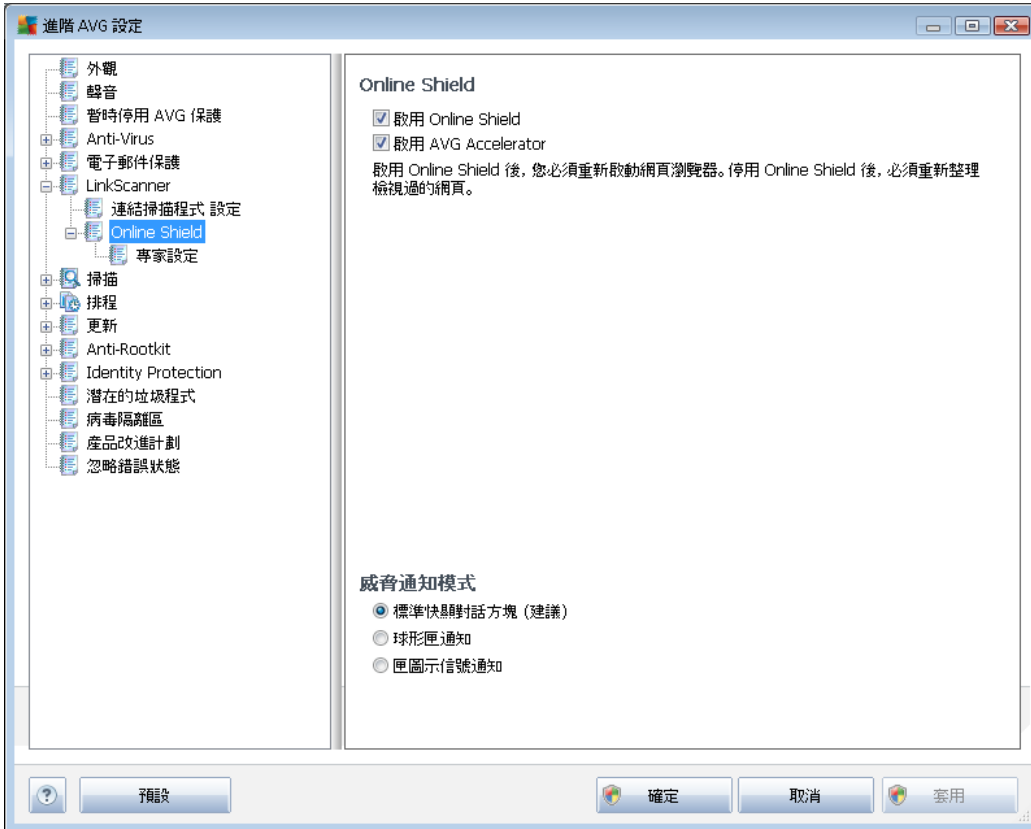 進階 AVG 設定
外觀
聲音
暫時停用 AVG 保護
Anti-Virus
電子郵件保護
LinkScanner
連結掃描程式 設定
Online Shield
專家設定
掃描
排程
更新
Anti-Rootkit
Identity Protection
潛在的垃圾程式
病毒隔離區
產品改進計劃
忽略錯誤狀態
Online Shield
啟用 Online Shield
啟用 AVG Accelerator
啟用 Online Shield 後, 您必須重新啟動網頁瀏覽器。停用 Online Shield 後, 必須重新整理
檢視過的網頁。
威脅通知模式
標準快顯對話方塊 (建議)
球形匣通知
匣圖示信號通知
?
預設
確定
取消
套用